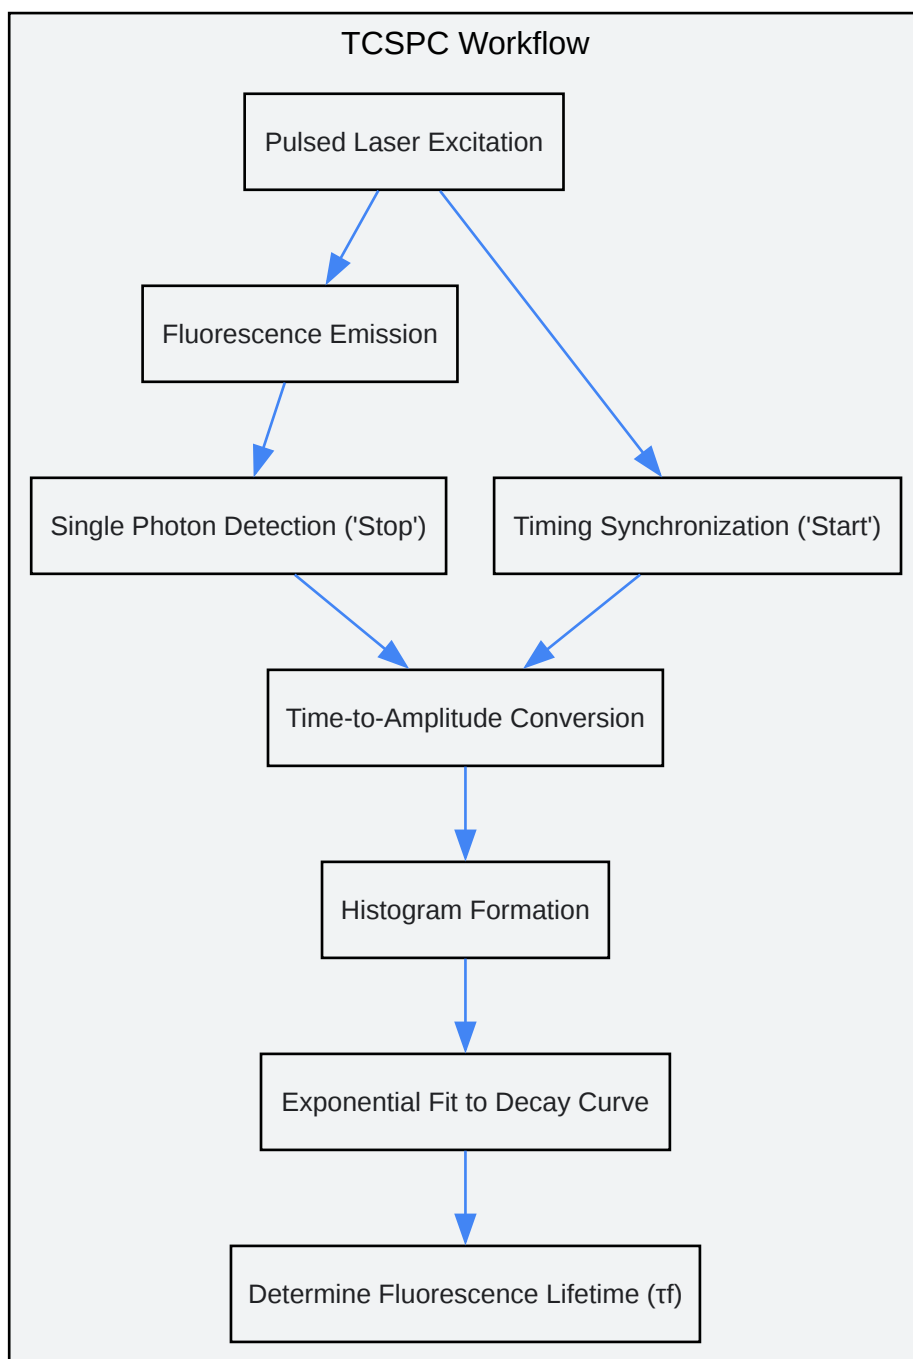 TCSPC Workflow
Pulsed Laser Excitation
Fluorescence Emission
Single Photon Detection ('Stop')
Timing Synchronization ('Start')
Time-to-Amplitude Conversion
Histogram Formation
Exponential Fit to Decay Curve
Determine Fluorescence Lifetime (τf)